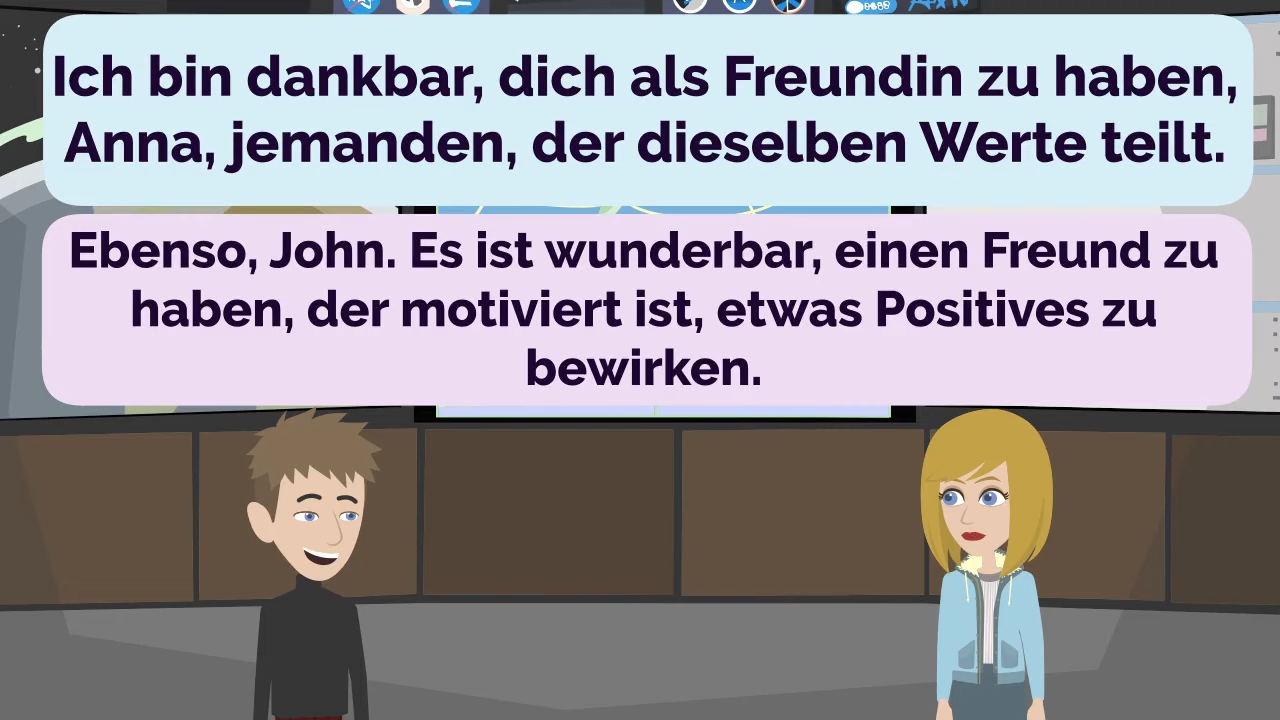 Ich bin dankbar, dich als Freundin zu haben,
Anna, jemanden, der dieselben Werte teilt.
Ebenso, John. Es ist wunderbar, einen Freund zu
haben, der motiviert ist, etwas Positives zu
bewirken.